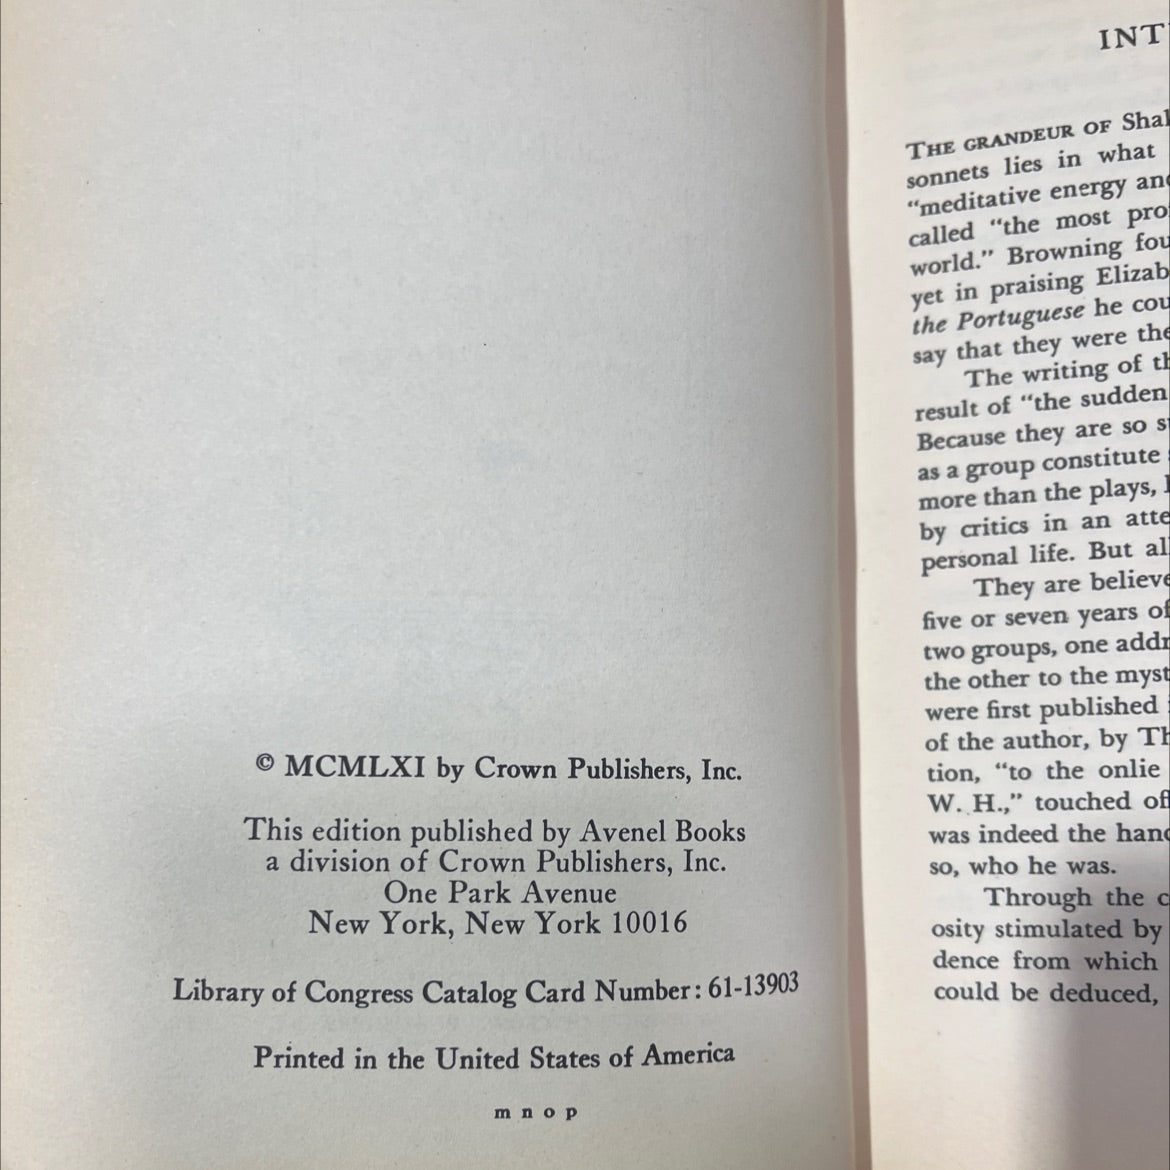 © MCMLXI by Crown Publishers, Inc.
This edition published by Avenel Books
a division of Crown Publishers, Inc.
One Park Avenue
New York, New York 10016
Library of Congress Catalog Card Number: 61-13903
Printed in the United States of America
m n o p
INT
THE GRANDEUR OF Shak
sonnets lies in what
“meditative energy and
called “the most pro
world.” Browning fou
yet in praising Elizab
the Portuguese he cou
say that they were the
The writing of th
result of “the sudden
Because they are so s
as a group constitute
more than the plays,
by critics in an atte
personal life. But al
They are believe
five or seven years of
two groups, one addr
the other to the myst
were first published
of the author, by Th
tion, “to the onlie
W. H.,” touched off
was indeed the hand
so, who he was.
Through the c
osity stimulated by
dence from which
could be deduced,